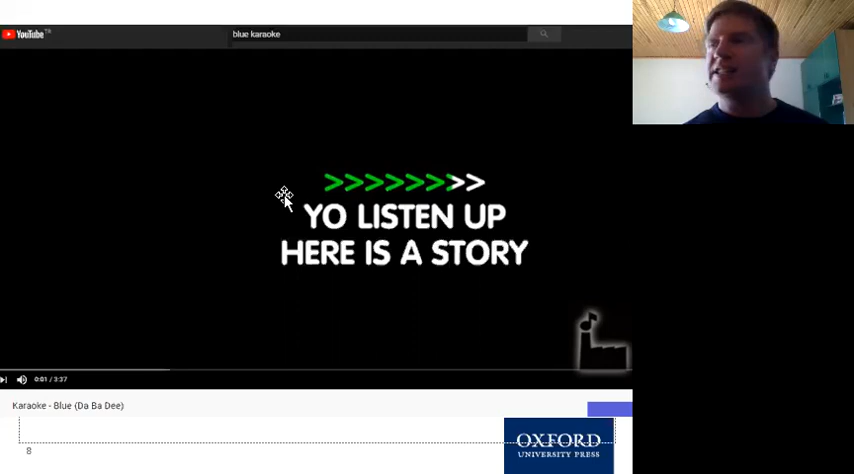 YouTube TR
blue karaoke
>>>>>>>>
YO LISTEN UP
HERE IS A STORY
0:01 / 3:37
Karaoke - Blue (Da Ba Dee)
OXFORD
UNIVERSITY PRESS
8